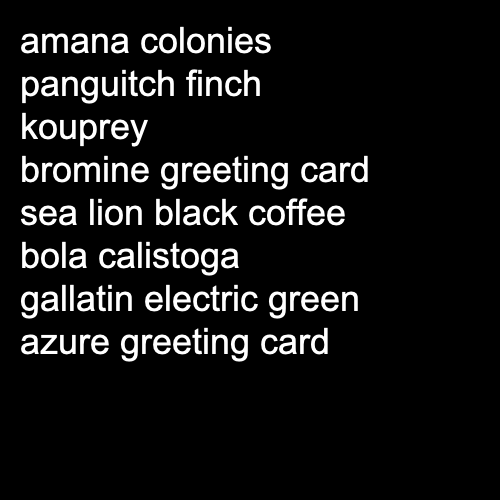 amana colonies
panguitch finch
kouprey
bromine greeting card
sea lion black coffee
bola calistoga
gallatin electric green
azure greeting card